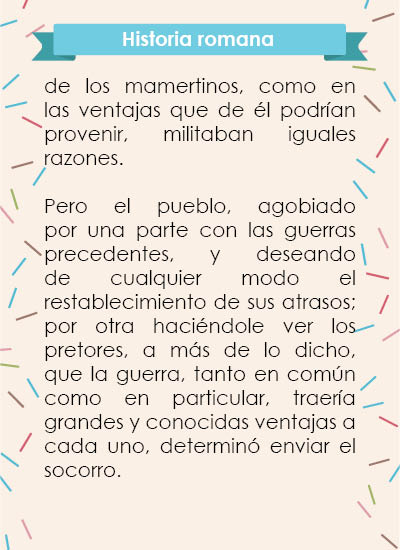 Historia romana
de los mamertinos, como en
las ventajas que de él podrían
provenir, militaban iguales
razones.
Pero el pueblo, agobiado
por una parte con las guerras
precedentes, y deseando
de cualquier modo el
restablecimiento de sus atrasos;
por otra haciéndole ver los
pretores, a más de lo dicho,
que la guerra, tanto en común
como en particular, traería
grandes y conocidas ventajas a
cada uno, determinó enviar el
socorro.